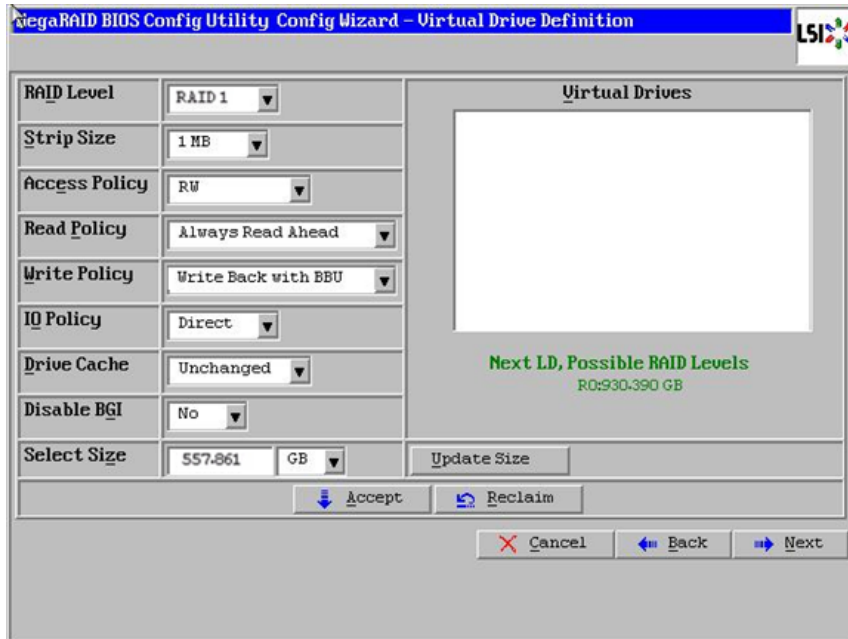 MegaRAID BIOS Config Utility Config Wizard – Virtual Drive Definition
LSI
RAID Level
RAID 1
Virtual Drives
Strip Size
1 MB
Access Policy
RW
Read Policy
Always Read Ahead
Write Policy
Write Back with BBU
IO Policy
Direct
Next LD, Possible RAID Levels
R0:930.390 GB
Drive Cache
Unchanged
Disable BGI
No
Select Size
557.861
GB
Update Size
Accept
Reclaim
Cancel
Back
Next